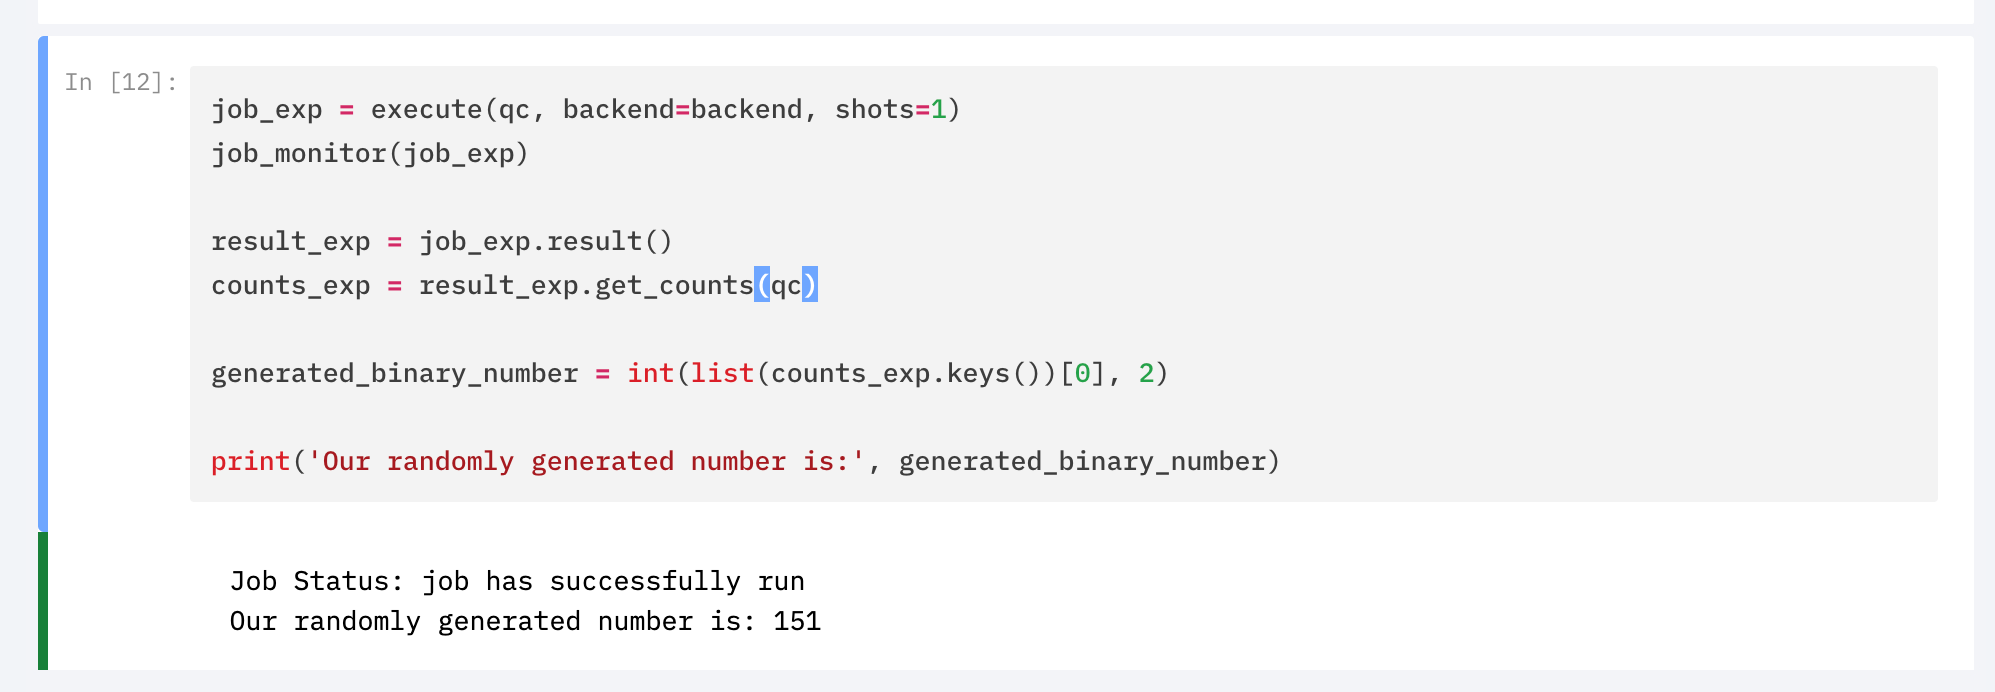 In [12]:
job_exp = execute(qc, backend=backend, shots=1)
job_monitor(job_exp)
result_exp = job_exp.result()
counts_exp = result_exp.get_counts(qc)
generated_binary_number = int(list(counts_exp.keys())[0], 2)
print('Our randomly generated number is:', generated_binary_number)
Job Status: job has successfully run
Our randomly generated number is: 151